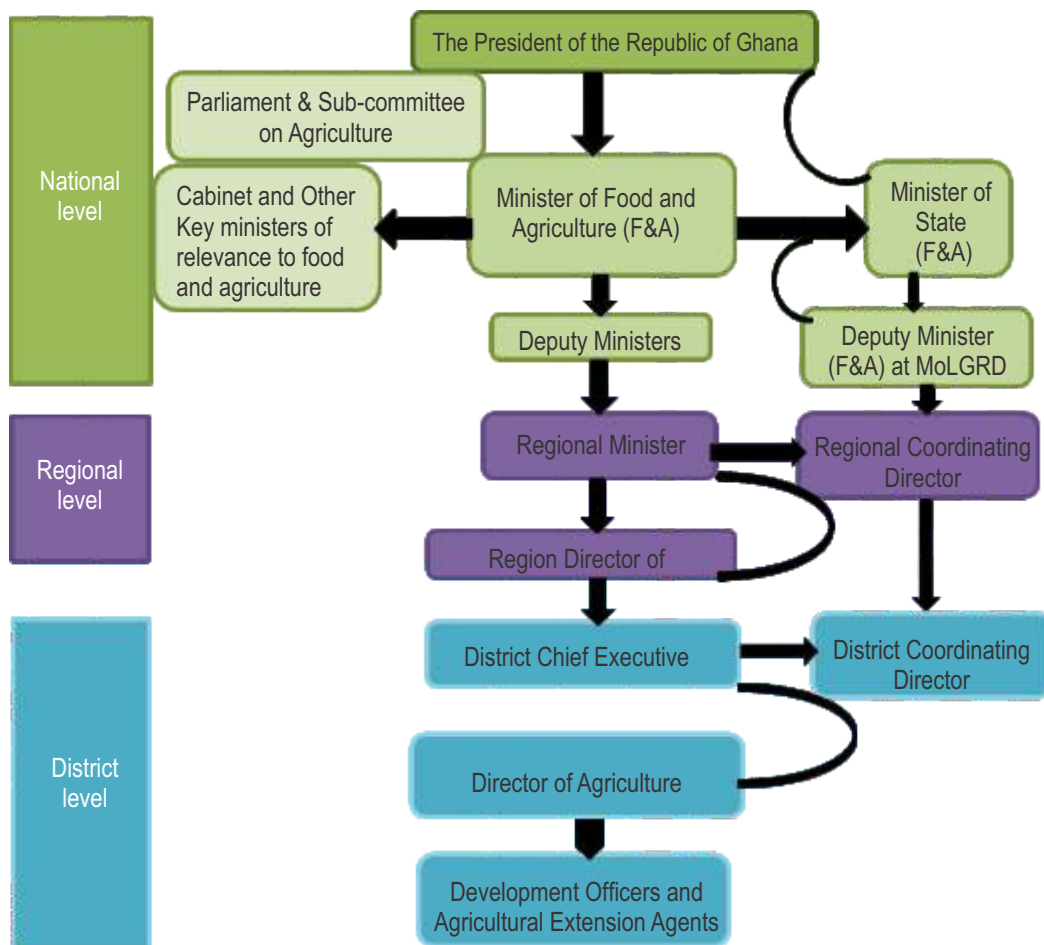 The President of the Republic of Ghana
Parliament & Sub-committee
on Agriculture
National
level
Cabinet and Other
Key ministers of
relevance to food
and agriculture
Minister of Food and
Agriculture (F&A)
Minister of
State
(F&A)
Deputy Ministers
Deputy Minister
(F&A) at MoLGRD
Regional
level
Regional Minister
Regional Coordinating
Director
Region Director of
District
level
District Chief Executive
District Coordinating
Director
Director of Agriculture
Development Officers and
Agricultural Extension Agents